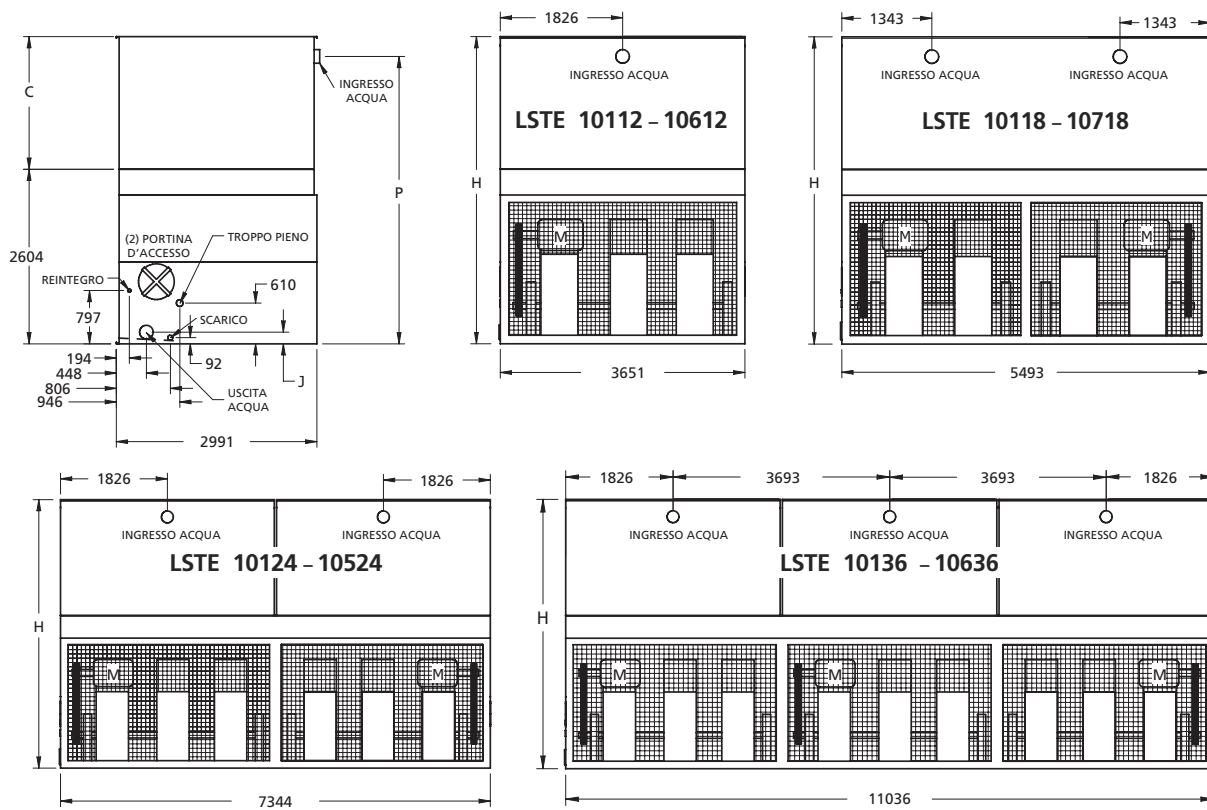 C
2604
797
194
448
806
946
2991
INGRESSO
ACQUA
P
(2) PORTINA
D'ACCESSO
TROPPO PIENO
REINTEGRO
610
SCARICO
92
J
USCITA
ACQUA
1826
H
INGRESSO ACQUA
LSTE 10112 – 10612
M
3651
1343
1343
H
INGRESSO ACQUA
INGRESSO ACQUA
LSTE 10118 – 10718
M
M
5493
1826
1826
H
INGRESSO ACQUA
INGRESSO ACQUA
LSTE 10124 – 10524
M
M
7344
1826
3693
3693
1826
H
INGRESSO ACQUA
INGRESSO ACQUA
INGRESSO ACQUA
LSTE 10136 – 10636
M
M
M
11036